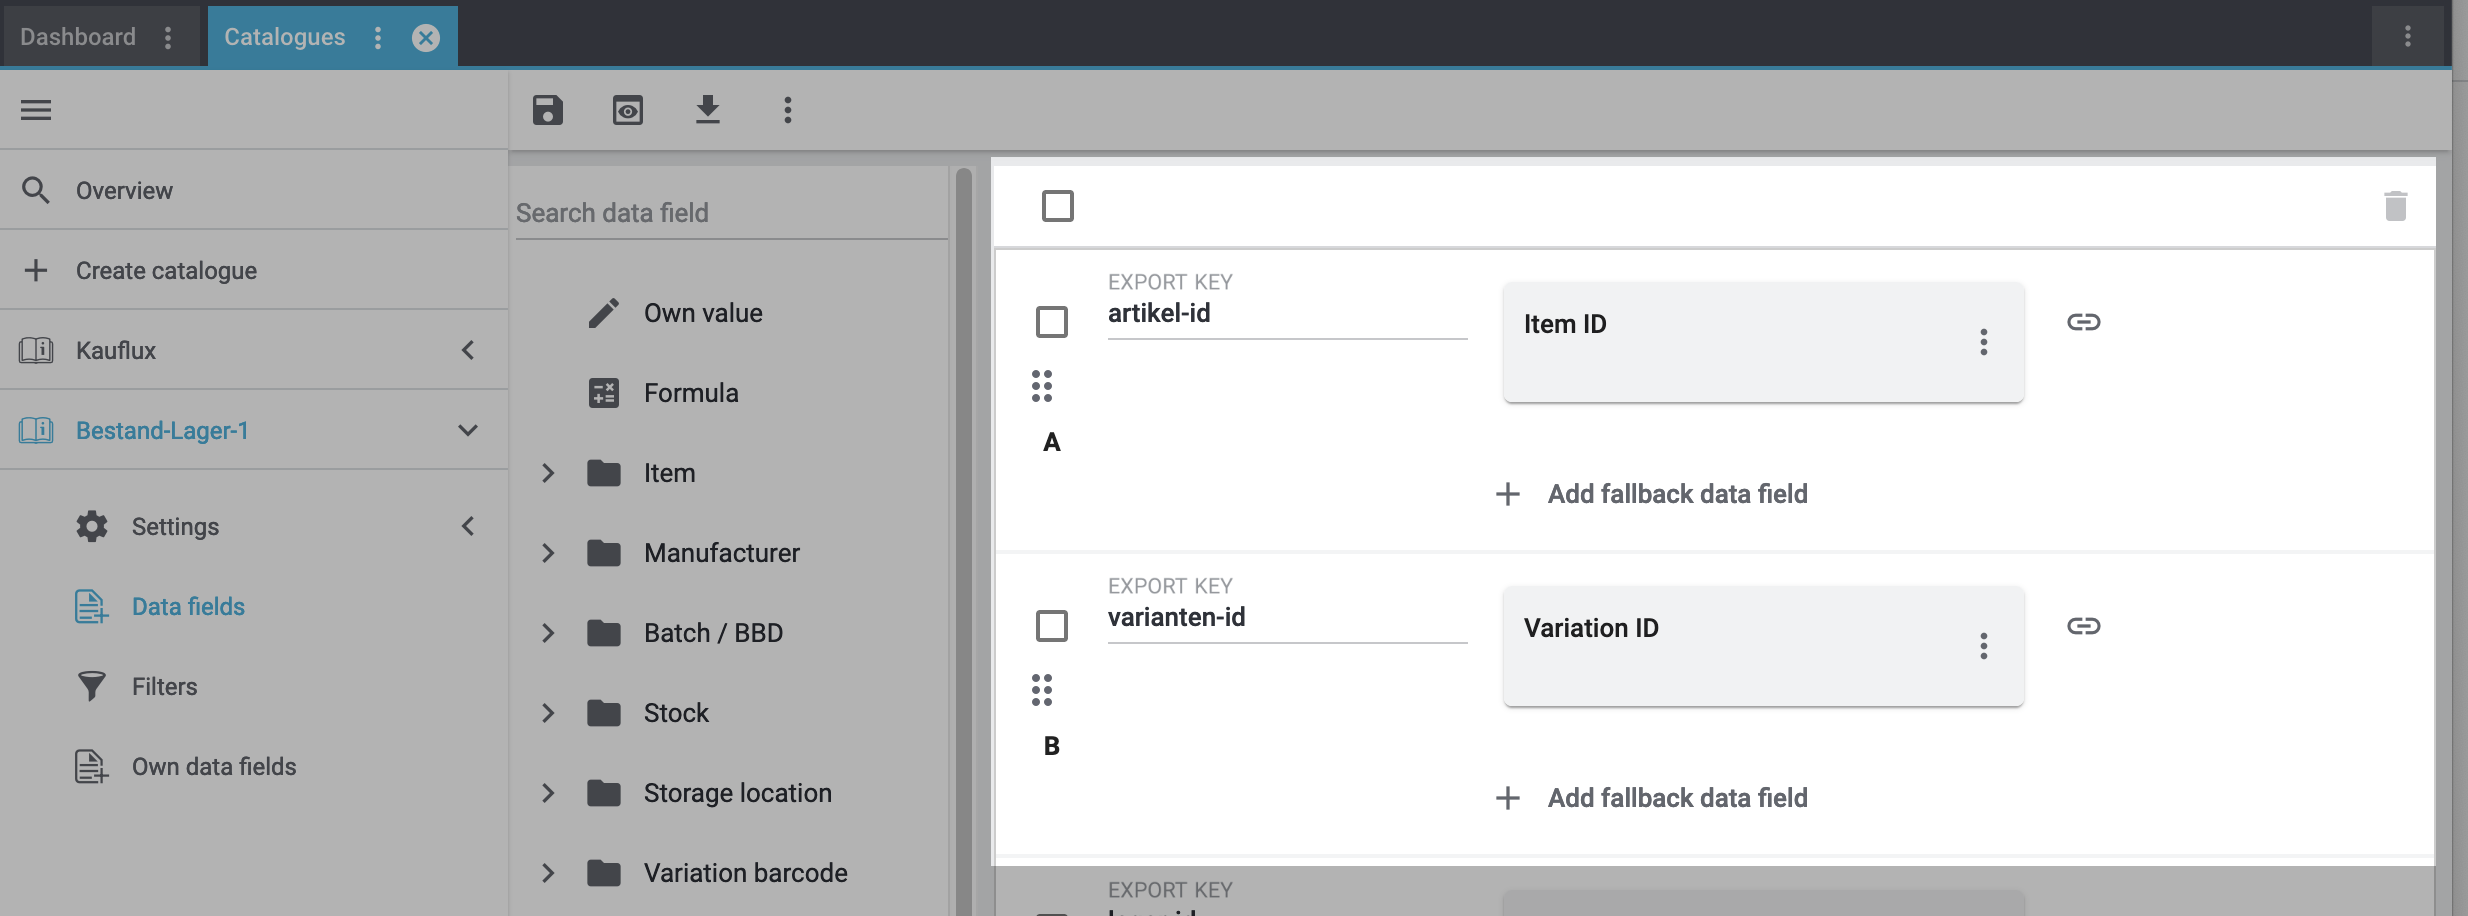 Dashboard
Catalogues
Overview
Create catalogue
Kauflux
Bestand-Lager-1
Settings
Data fields
Filters
Own data fields
Search data field
Own value
Formula
Item
Manufacturer
Batch / BBD
Stock
Storage location
Variation barcode
EXPORT KEY
artikel-id
Item ID
A
Add fallback data field
EXPORT KEY
varianten-id
Variation ID
B
Add fallback data field
EXPORT KEY